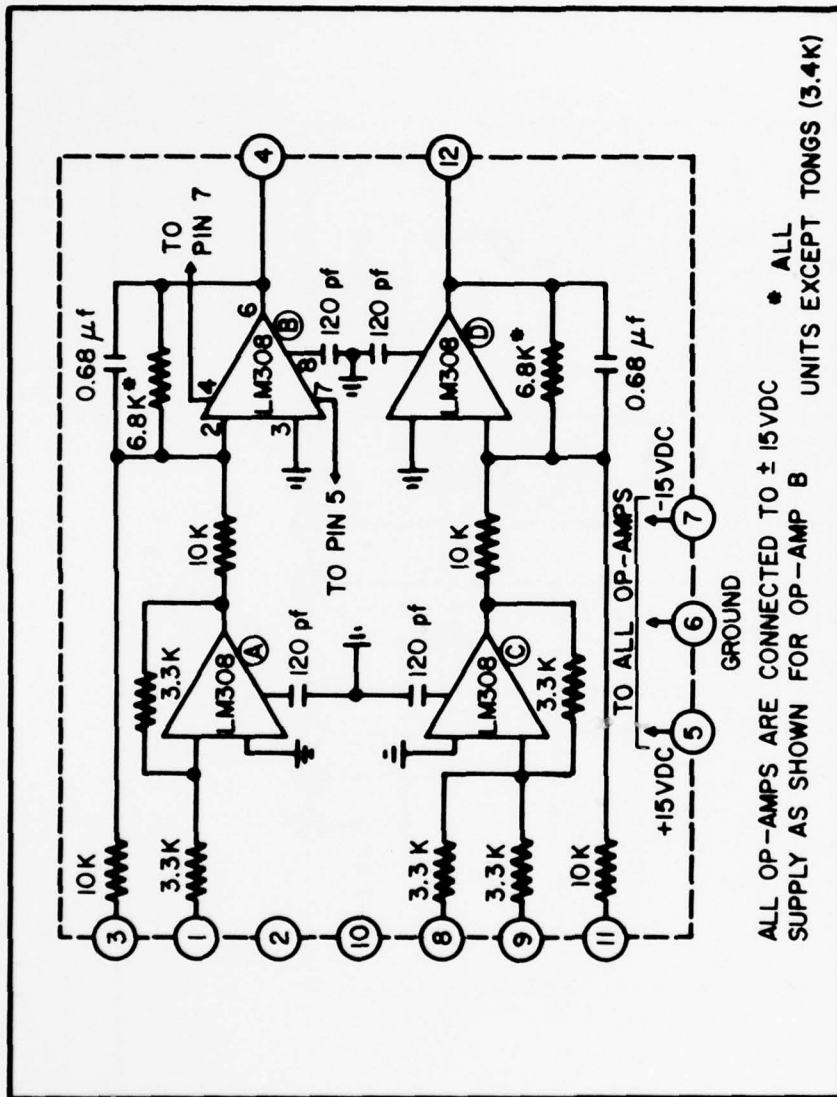 3
10K
0.68 µf
6.8K*
TO
PIN 7
4
1
3.3K
3.3K
LM308
A
120 pf
10K
2
3
4
6
7
8
LM308
B
120 pf
TO PIN 5
2
10
120 pf
120 pf
8
3.3K
9
3.3K
LM308
C
3.3K
10K
LM308
D
6.8K*
0.68 µf
12
11
10K
TO ALL OP-AMPS
+15VDC
-15VDC
5
6
7
GROUND
ALL OP-AMPS ARE CONNECTED TO ± 15VDC
SUPPLY AS SHOWN FOR OP-AMP B
* ALL
UNITS EXCEPT TONGS (3.4K)